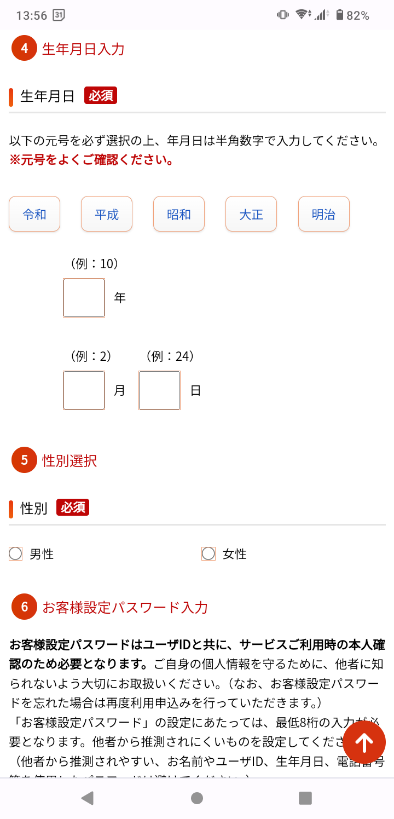 13:56 31 82%
4 生年月日入力
生年月日 必須
以下の元号を必ず選択の上、年月日は半角数字で入力してください。
※元号をよくご確認ください。
令和 平成 昭和 大正 明治
（例：10）
年
（例：2） （例：24）
月 日
5 性別選択
性別 必須
男性 女性
6 お客様設定パスワード入力
お客様設定パスワードはユーザIDと共に、サービスご利用時の本人確
認のため必要となります。ご自身の個人情報を守るために、他者に知
られないよう大切にお取扱いください。（なお、お客様設定パスワー
ドを忘れた場合は再度利用申込みを行っていただきます。）
「お客様設定パスワード」の設定にあたっては、最低8桁の入力が必
要となります。他者から推測されにくいものを設定してくださ
（他者から推測されやすい、お名前やユーザID、生年月日、電話番号